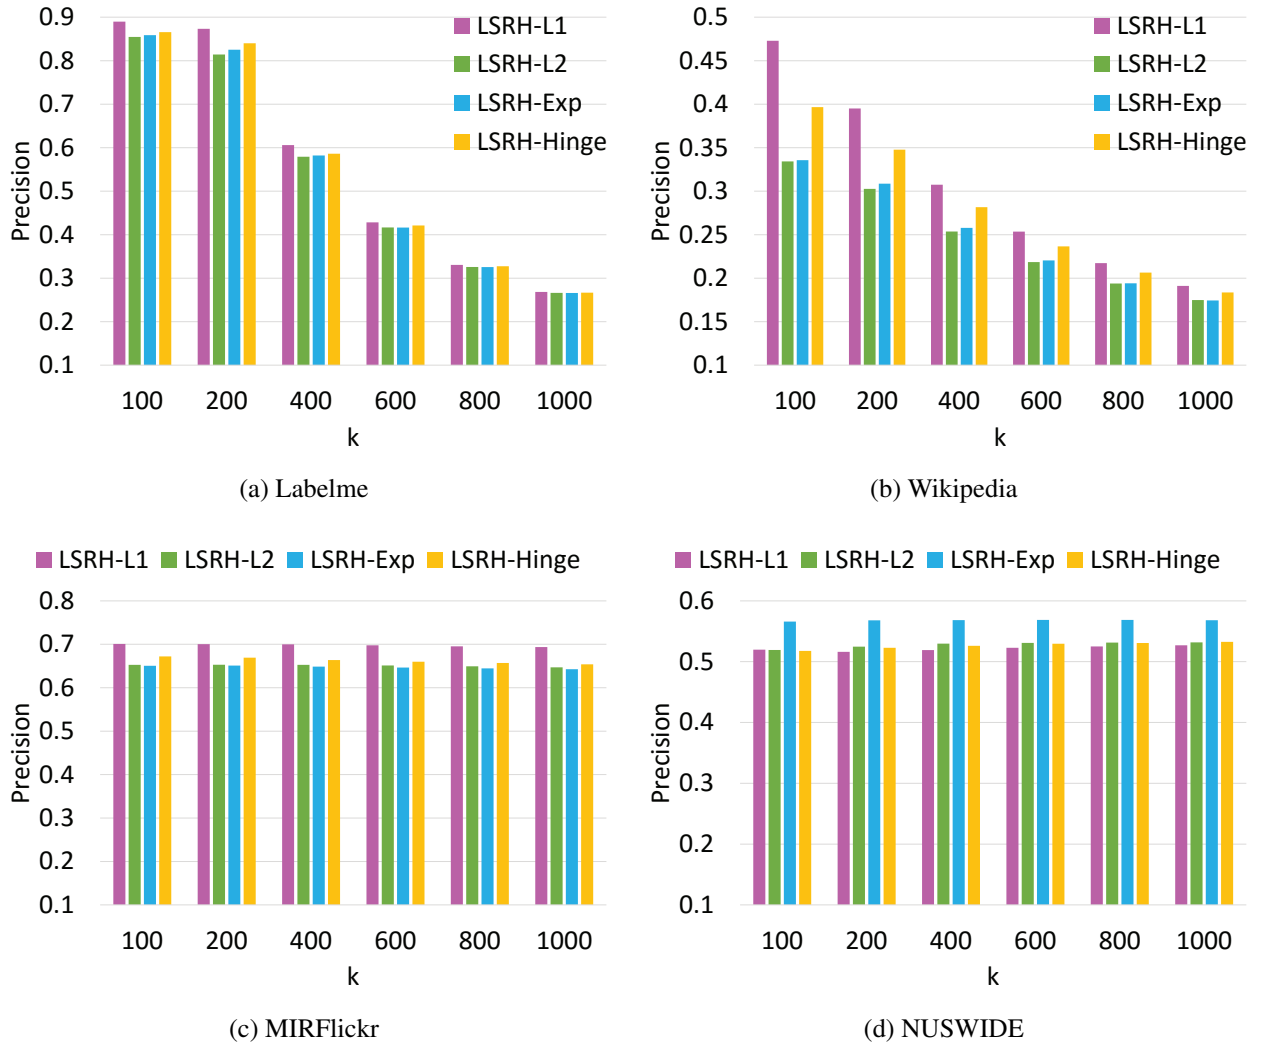 0.9
0.8
0.7
0.6
0.5
0.4
0.3
0.2
0.1
Precision
LSRH-L1
LSRH-L2
LSRH-Exp
LSRH-Hinge
100 200 400 600 800 1000
k
(a) Labelme
0.5
0.45
0.4
0.35
0.3
0.25
0.2
0.15
0.1
Precision
LSRH-L1
LSRH-L2
LSRH-Exp
LSRH-Hinge
100 200 400 600 800 1000
k
(b) Wikipedia
LSRH-L1 LSRH-L2 LSRH-Exp LSRH-Hinge
0.8
0.7
0.6
0.5
0.4
0.3
0.2
0.1
Precision
100 200 400 600 800 1000
k
(c) MIRFlickr
LSRH-L1 LSRH-L2 LSRH-Exp LSRH-Hinge
0.6
0.5
0.4
0.3
0.2
0.1
Precision
100 200 400 600 800 1000
k
(d) NUSWIDE